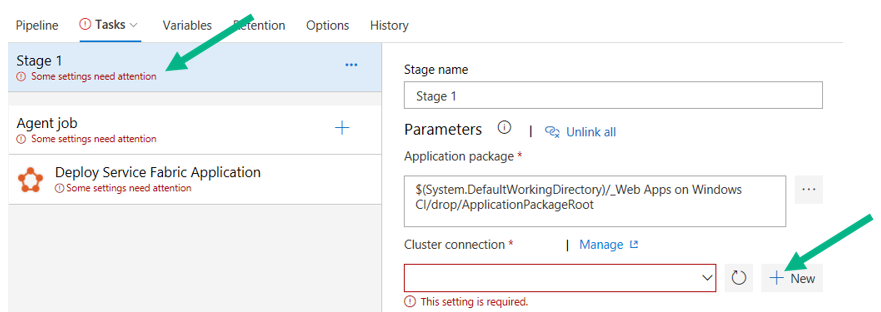 Pipeline Tasks Variables Retention Options History
Stage 1
Some settings need attention
Agent job
Some settings need attention
Deploy Service Fabric Application
Some settings need attention
Stage name
Stage 1
Parameters | Unlink all
Application package *
$(System.DefaultWorkingDirectory)/_Web Apps on Windows
CI/drop/ApplicationPackageRoot
...
Cluster connection * | Manage
New
This setting is required.